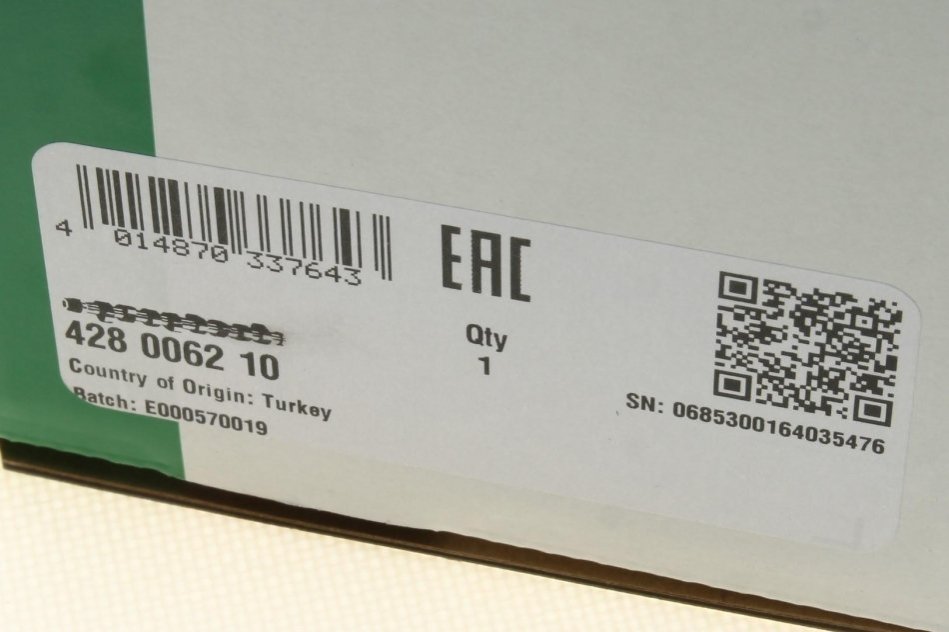 4 014870 337643
EAC
428 0062 10
Qty
1
Country of Origin: Turkey
Batch: E000570019
SN: 0685300164035476